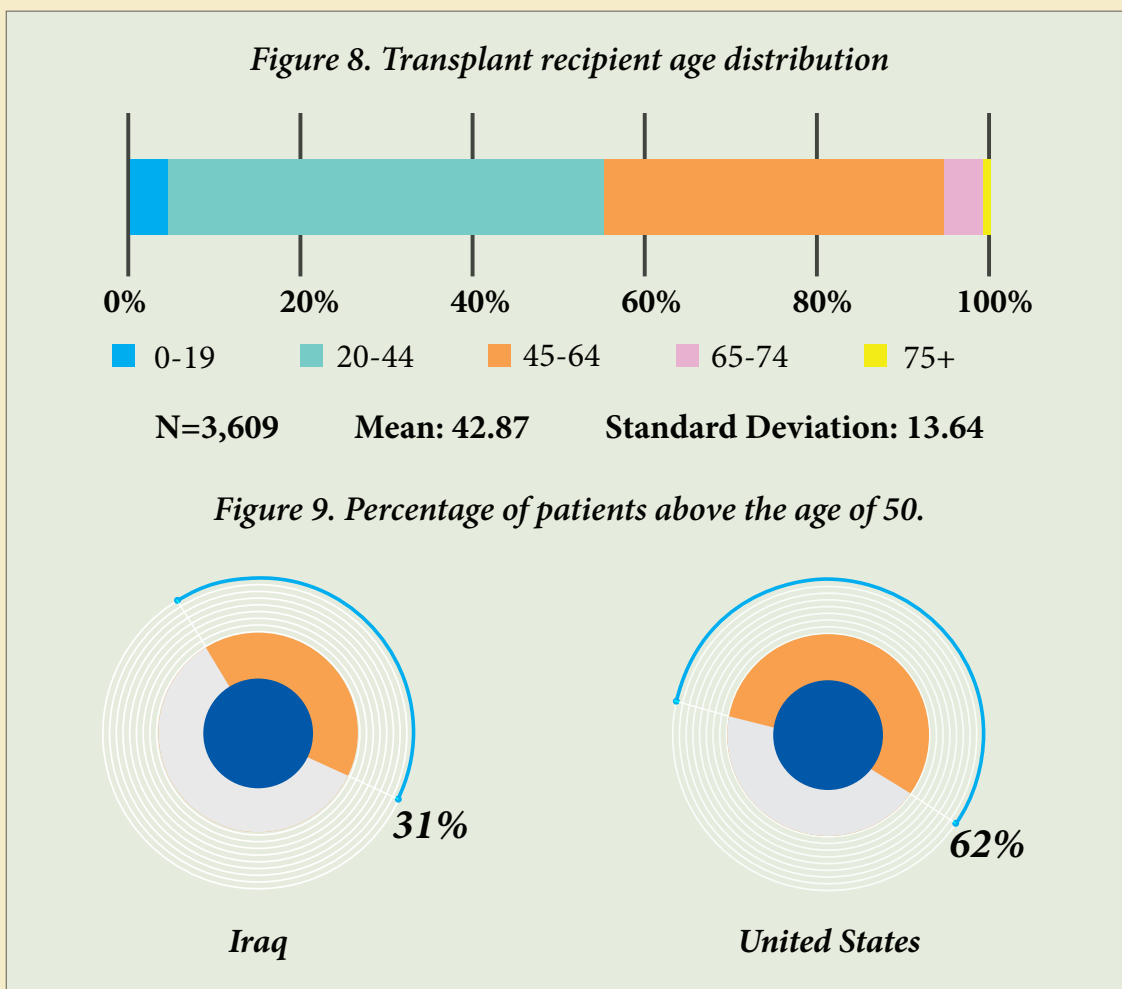 Figure 8. Transplant recipient age distribution
0% 20% 40% 60% 80% 100%
0-19 20-44 45-64 65-74 75+
N=3,609 Mean: 42.87 Standard Deviation: 13.64
Figure 9. Percentage of patients above the age of 50.
31%
62%
Iraq United States